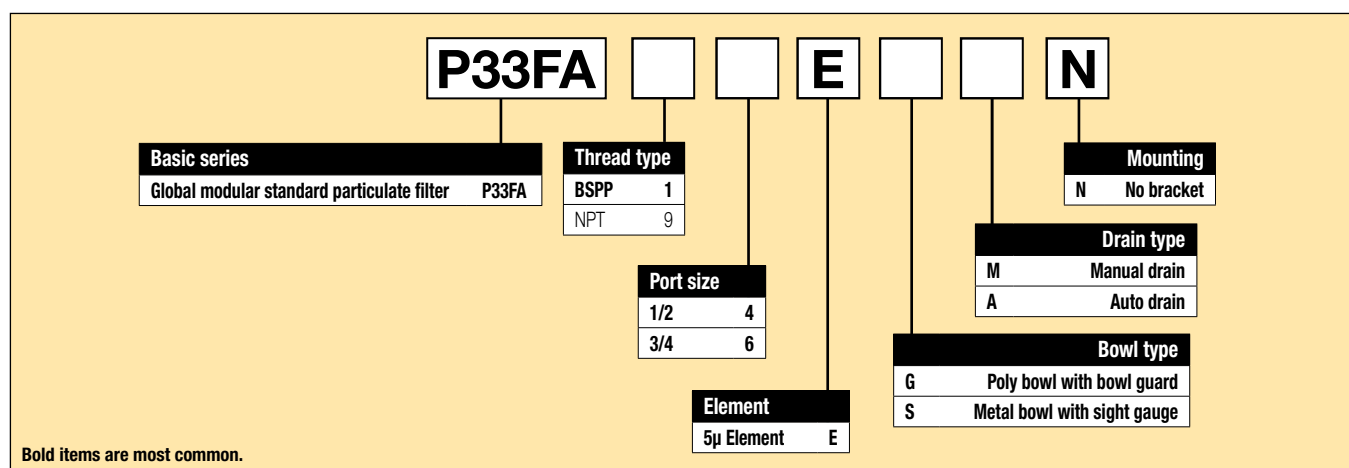 P33FA E N
Basic series
Global modular standard particulate filter P33FA
Thread type
BSPP 1
NPT 9
Port size
1/2 4
3/4 6
Element
5µ Element E
Mounting
N No bracket
Drain type
M Manual drain
A Auto drain
Bowl type
G Poly bowl with bowl guard
S Metal bowl with sight gauge
Bold items are most common.